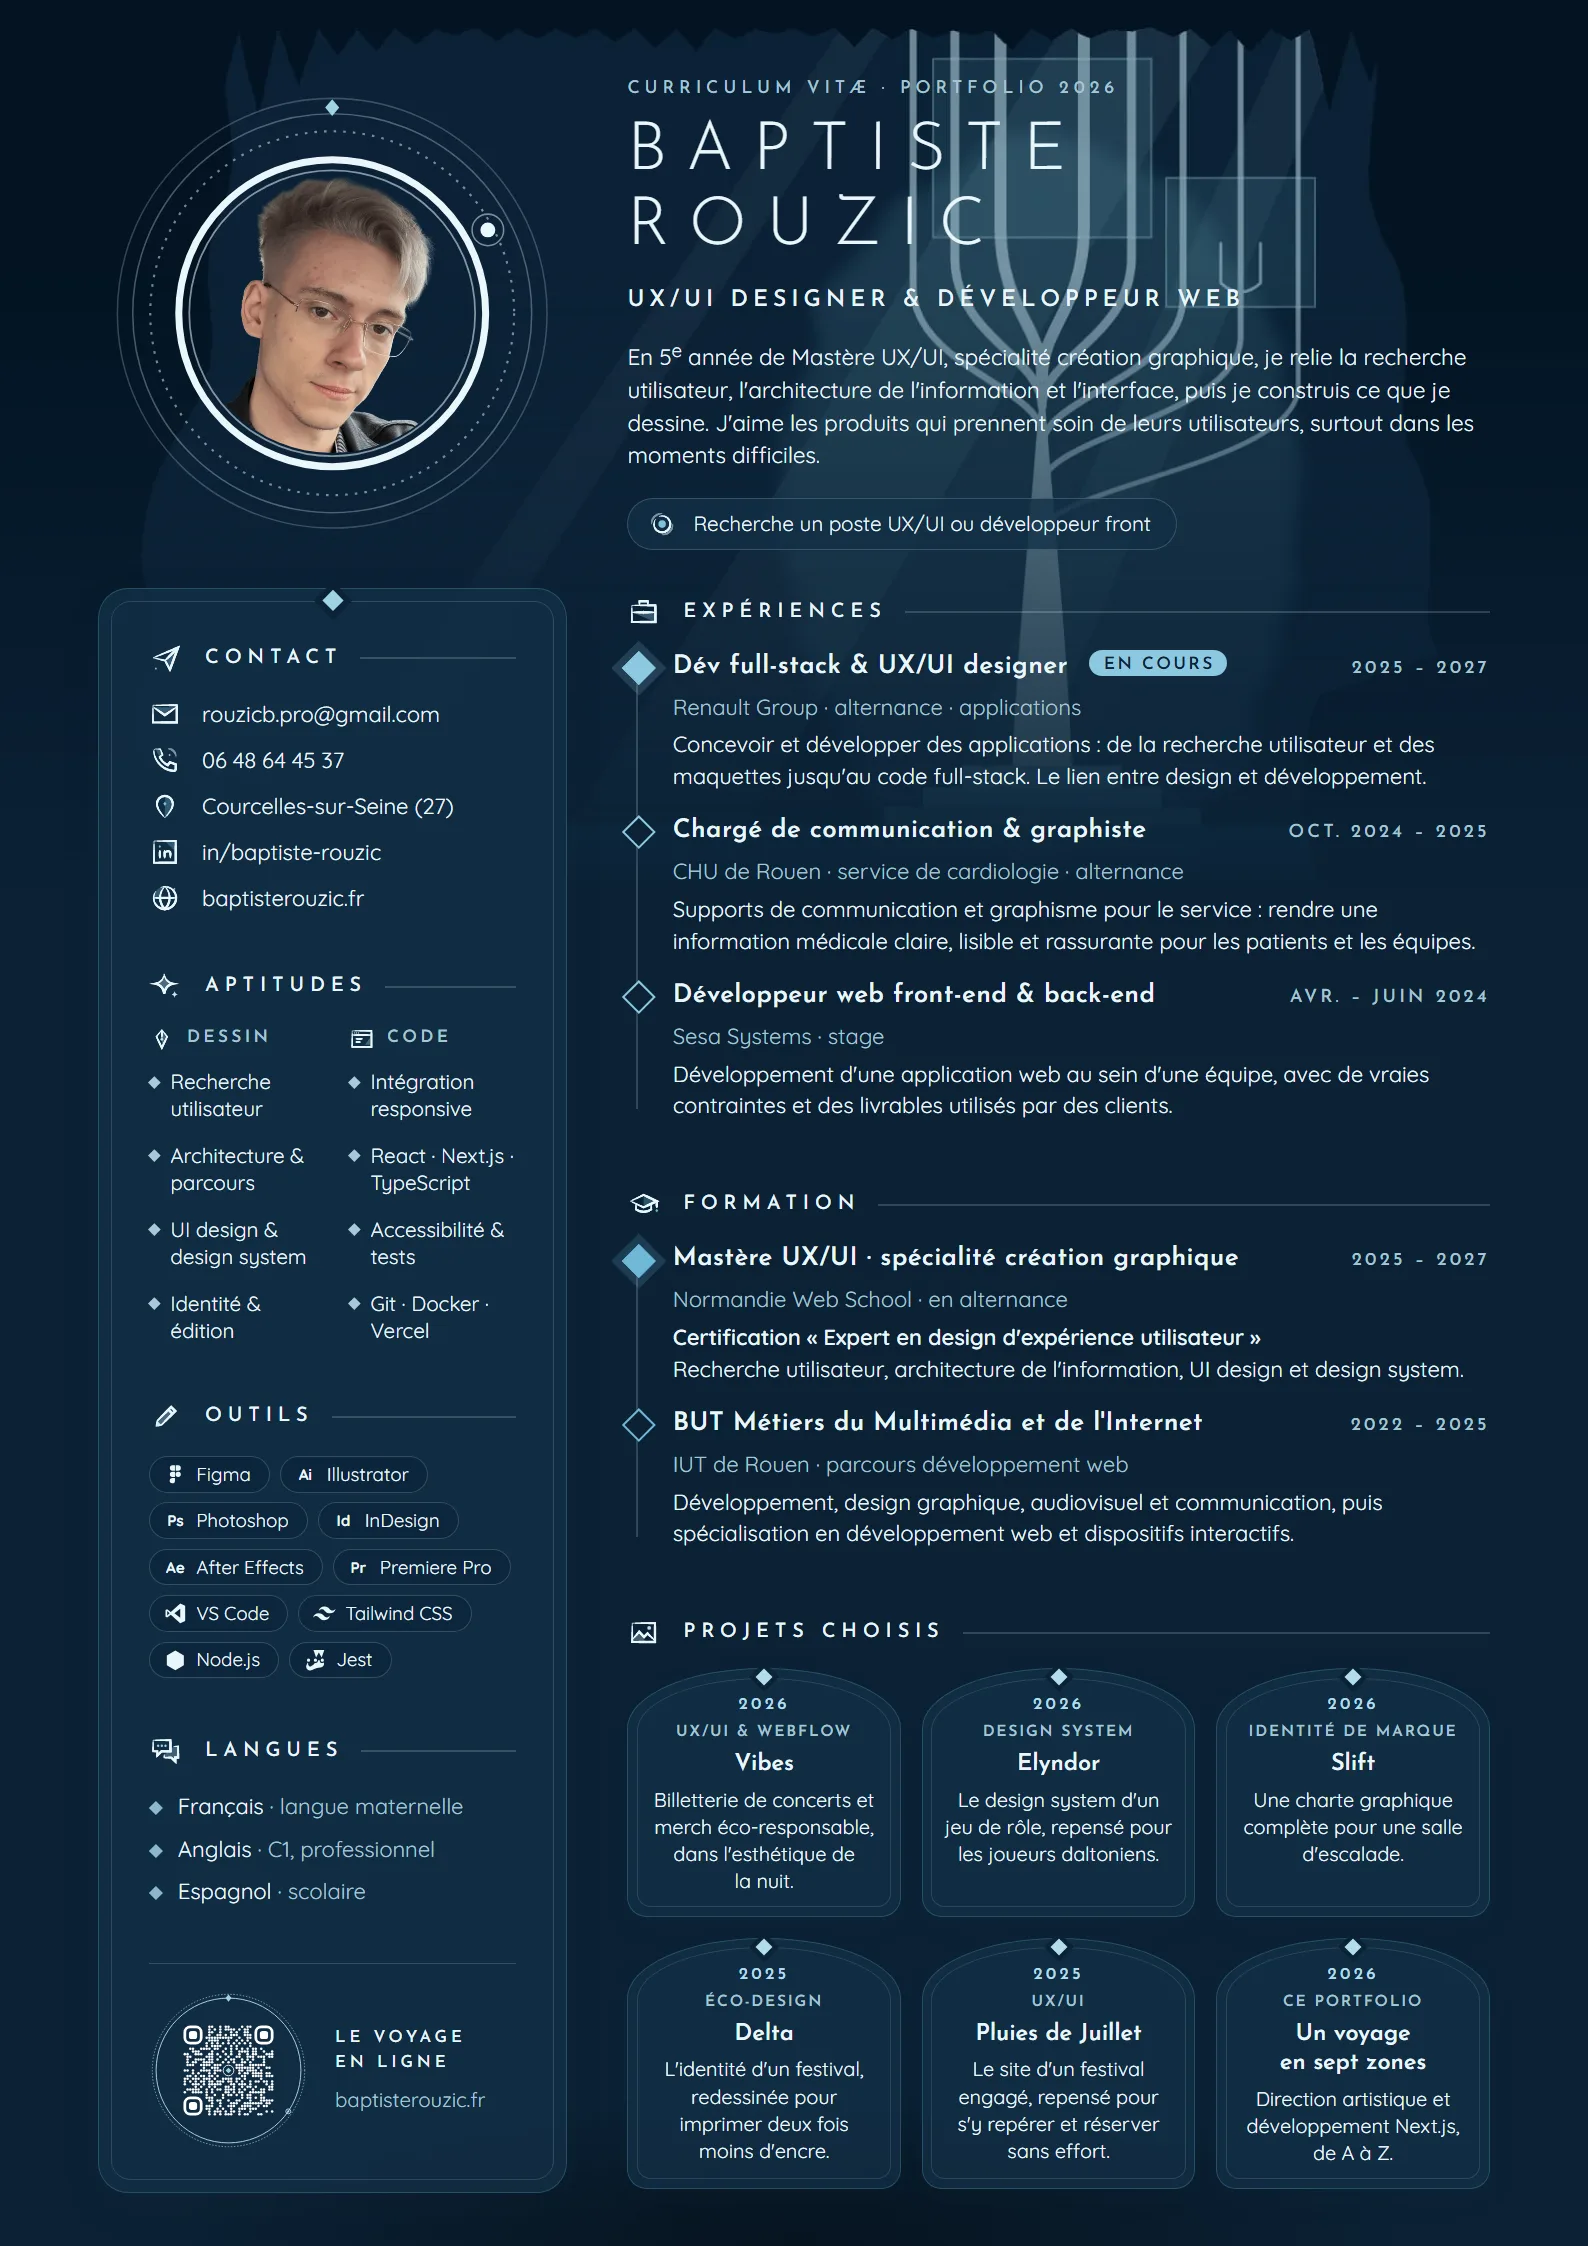 CURRICULUM VITÆ · PORTFOLIO 2026
BAPTISTE
ROUZIC
UX/UI DESIGNER & DÉVELOPPEUR WEB
En 5e année de Mastère UX/UI, spécialité création graphique, je relie la recherche
utilisateur, l'architecture de l'information et l'interface, puis je construis ce que je
dessine. J'aime les produits qui prennent soin de leurs utilisateurs, surtout dans les
moments difficiles.
Recherche un poste UX/UI ou développeur front
CONTACT
rouzicb.pro@gmail.com
06 48 64 45 37
Courcelles-sur-Seine (27)
in/baptiste-rouzic
baptisterouzic.fr
APTITUDES
DESSIN
Recherche
utilisateur
Architecture &
parcours
UI design &
design system
Identité &
édition
CODE
Intégration
responsive
React · Next.js ·
TypeScript
Accessibilité &
tests
Git · Docker ·
Vercel
OUTILS
Figma
Ai Illustrator
Ps Photoshop
Id InDesign
Ae After Effects
Pr Premiere Pro
VS Code
Tailwind CSS
Node.js
Jest
LANGUES
Français · langue maternelle
Anglais · C1, professionnel
Espagnol · scolaire
LE VOYAGE
EN LIGNE
baptisterouzic.fr
EXPÉRIENCES
Dév full-stack & UX/UI designer EN COURS 2025 – 2027
Renault Group · alternance · applications
Concevoir et développer des applications : de la recherche utilisateur et des
maquettes jusqu'au code full-stack. Le lien entre design et développement.
Chargé de communication & graphiste OCT. 2024 – 2025
CHU de Rouen · service de cardiologie · alternance
Supports de communication et graphisme pour le service : rendre une
information médicale claire, lisible et rassurante pour les patients et les équipes.
Développeur web front-end & back-end AVR. – JUIN 2024
Sesa Systems · stage
Développement d'une application web au sein d'une équipe, avec de vraies
contraintes et des livrables utilisés par des clients.
FORMATION
Mastère UX/UI · spécialité création graphique 2025 – 2027
Normandie Web School · en alternance
Certification « Expert en design d'expérience utilisateur »
Recherche utilisateur, architecture de l'information, UI design et design system.
BUT Métiers du Multimédia et de l'Internet 2022 – 2025
IUT de Rouen · parcours développement web
Développement, design graphique, audiovisuel et communication, puis
spécialisation en développement web et dispositifs interactifs.
PROJETS CHOISIS
2026
UX/UI & WEBFLOW
Vibes
Billetterie de concerts et
merch éco-responsable,
dans l'esthétique de
la nuit.
2026
DESIGN SYSTEM
Elyndor
Le design system d'un
jeu de rôle, repensé pour
les joueurs daltoniens.
2026
IDENTITÉ DE MARQUE
Slift
Une charte graphique
complète pour une salle
d'escalade.
2025
ÉCO-DESIGN
Delta
L'identité d'un festival,
redessinée pour
imprimer deux fois
moins d'encre.
2025
UX/UI
Pluies de Juillet
Le site d'un festival
engagé, repensé pour
s'y repérer et réserver
sans effort.
2026
CE PORTFOLIO
Un voyage
en sept zones
Direction artistique et
développement Next.js,
de A à Z.